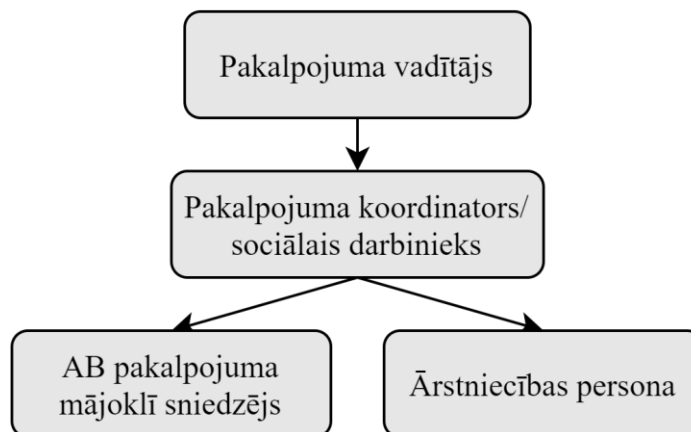 Pakalpojuma vadītājs
Pakalpojuma koordinators/
sociālais darbinieks
AB pakalpojuma
mājoklī sniedzējs
Ārstniecības persona